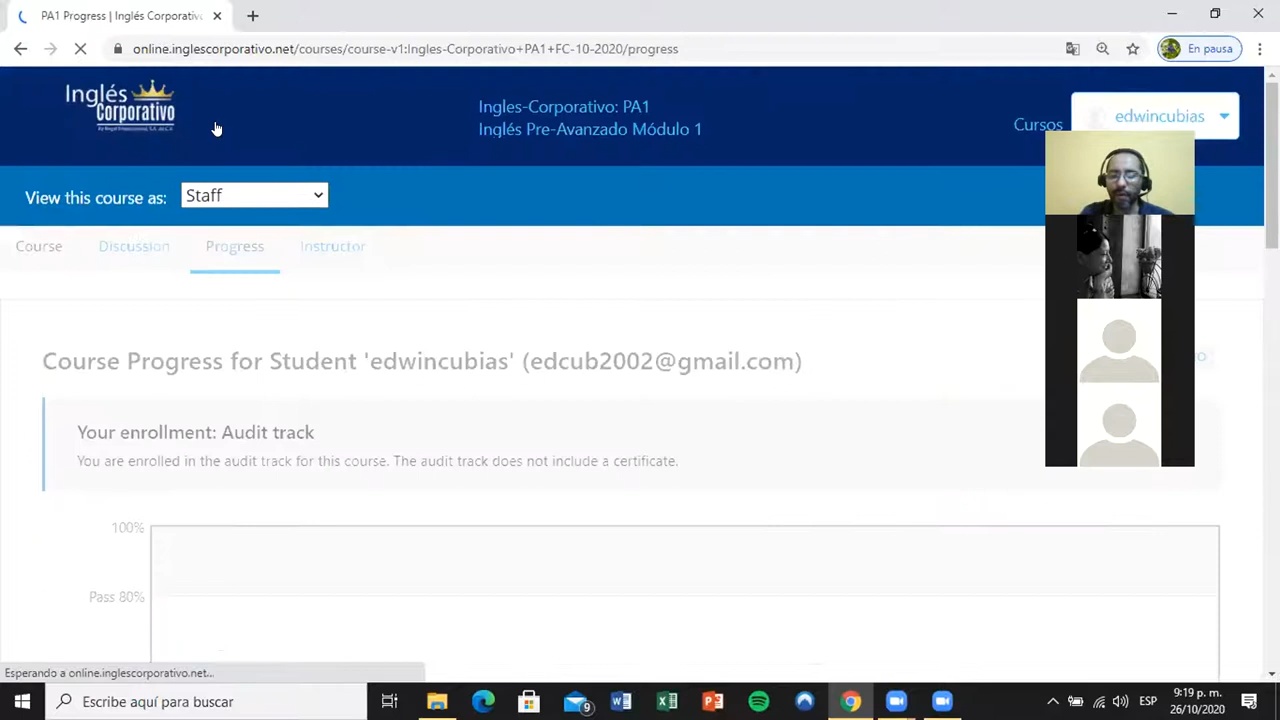 PA1 Progress | Inglés Corporativo
online.inglescorporativo.net/courses/course-v1:Ingles-Corporativo+PA1+FC-10-2020/progress
En pausa
Inglés
Corporativo
Ingles-Corporativo: PA1
Inglés Pre-Avanzado Módulo 1
Cursos
edwincubias
View this course as:
Staff
Course
Discussion
Progress
Instructor
Course Progress for Student 'edwincubias' (edcub2002@gmail.com)
Your enrollment: Audit track
You are enrolled in the audit track for this course. The audit track does not include a certificate.
100%
Pass 80%
Esperando a online.inglescorporativo.net...
Escribe aquí para buscar
9
ESP
9:19 p. m.
26/10/2020